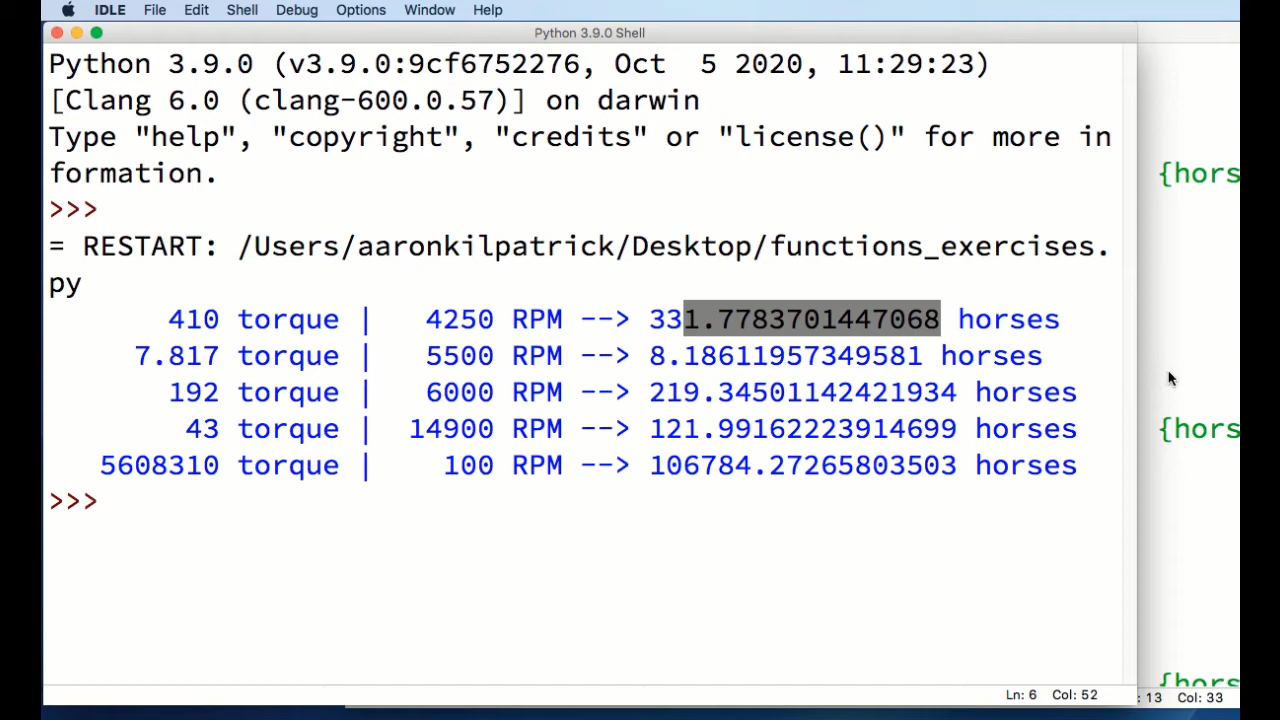 IDLE File Edit Shell Debug Options Window Help
Python 3.9.0 Shell
Python 3.9.0 (v3.9.0:9cf6752276, Oct  5 2020, 11:29:23)
[Clang 6.0 (clang-600.0.57)] on darwin
Type "help", "copyright", "credits" or "license()" for more in
formation.
{hors
>>>
= RESTART: /Users/aaronkilpatrick/Desktop/functions_exercises.
py
410 torque |   4250 RPM --> 331.7783701447068 horses
7.817 torque |   5500 RPM --> 8.18611957349581 horses
192 torque |   6000 RPM --> 219.34501142421934 horses
43 torque |  14900 RPM --> 121.99162223914699 horses
{hors
5608310 torque |    100 RPM --> 106784.27265803503 horses
>>>
{hors
Ln: 6 Col: 52
: 13 Col: 33